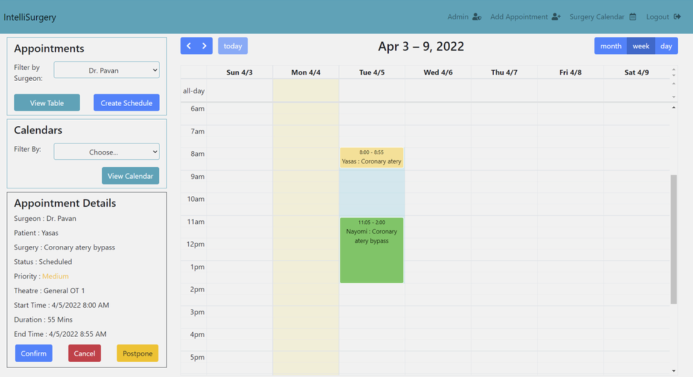 IntelliSurgery
Admin Add Appointment Surgery Calendar Logout
Appointments
Filter by Surgeon: Dr. Pavan
View Table Create Schedule
Calendars
Filter By: Choose...
View Calendar
Appointment Details
Surgeon : Dr. Pavan
Patient : Yasas
Surgery : Coronary atery bypass
Status : Scheduled
Priority : Medium
Theatre : General OT 1
Start Time : 4/5/2022 8:00 AM
Duration : 55 Mins
End Time : 4/5/2022 8:55 AM
Confirm Cancel Postpone
today
Apr 3 – 9, 2022
month week day
Sun 4/3 Mon 4/4 Tue 4/5 Wed 4/6 Thu 4/7 Fri 4/8 Sat 4/9
all-day
6am
7am
8am
8:00 - 8:55
Yasas : Coronary atery
9am
10am
11am
11:05 - 2:00
Nayomi : Coronary
atery bypass
12pm
1pm
2pm
3pm
4pm
5pm